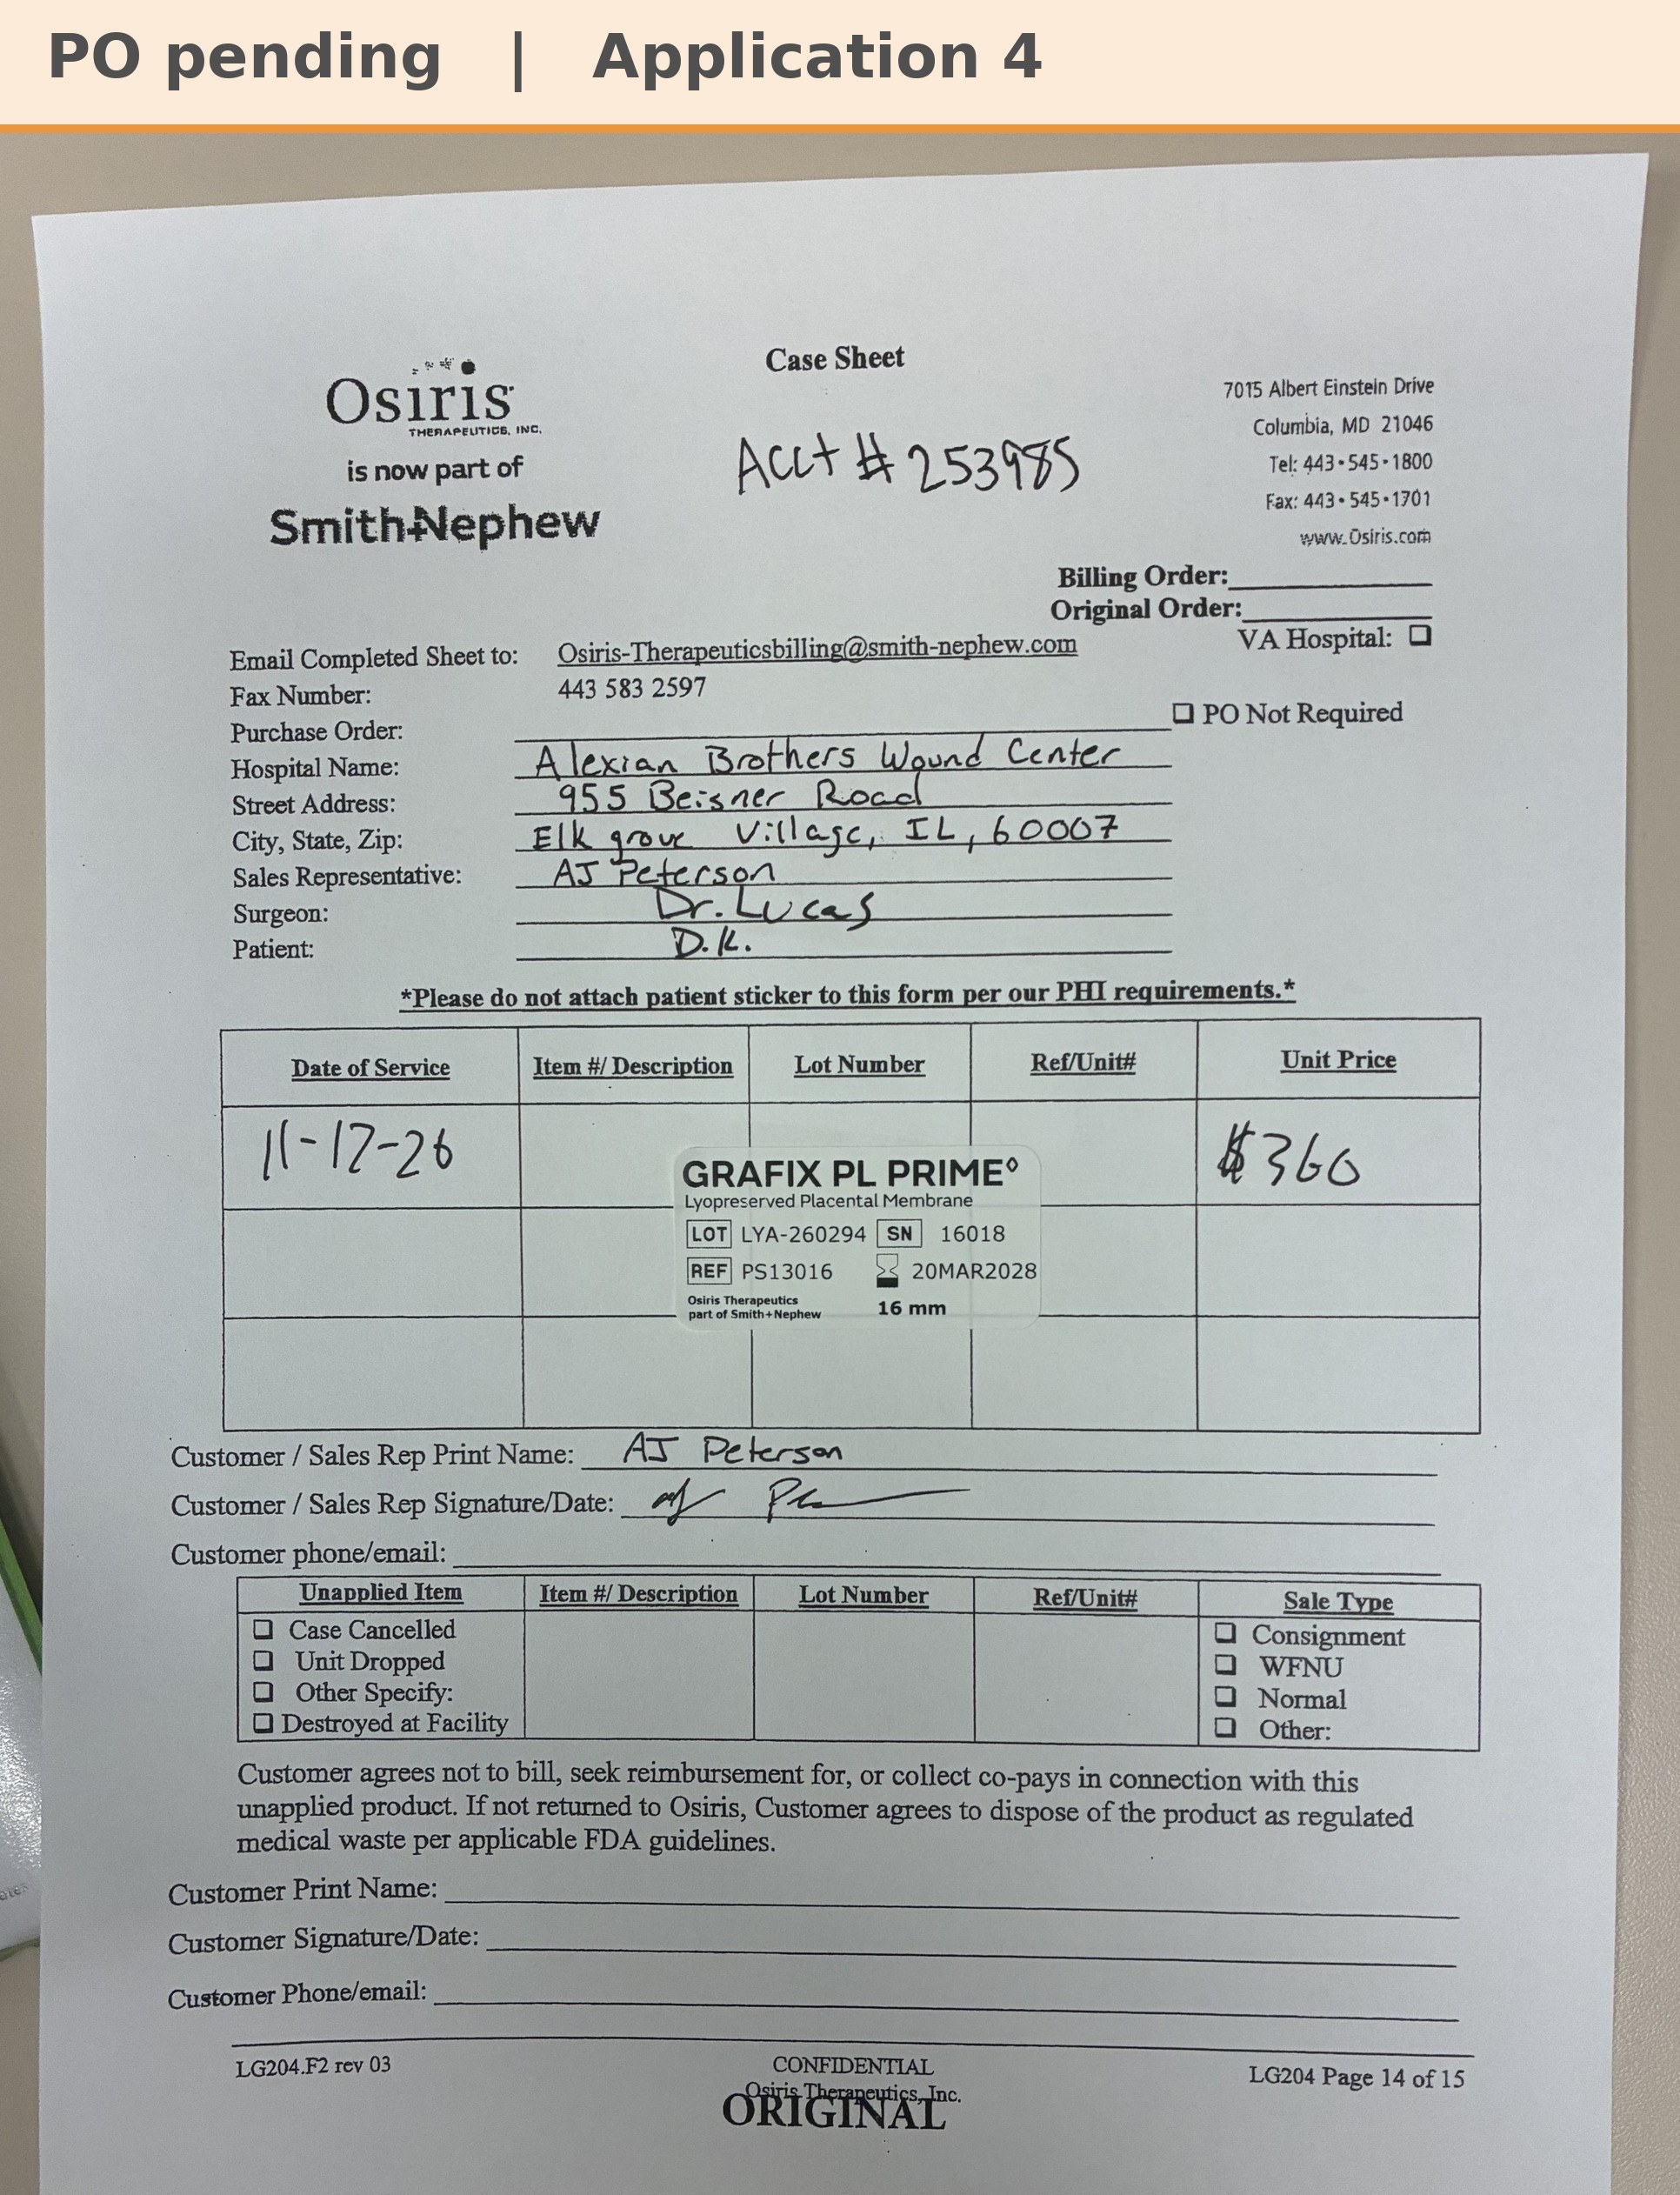 PO pending | Application 4
Case Sheet
Osiris
THERAPEUTICS, INC.
is now part of
Smith+Nephew
Acct # 253985
7015 Albert Einstein Drive
Columbia, MD 21046
Tel: 443•545•1800
Fax: 443•545•1701
www.Osiris.com
Billing Order:
Original Order:
VA Hospital: ☐
Email Completed Sheet to: Osiris-Therapeuticsbilling@smith-nephew.com
Fax Number: 443 583 2597
Purchase Order: ☐ PO Not Required
Hospital Name: Alexian Brothers Wound Center
Street Address: 955 Beisner Road
City, State, Zip: Elk grove Village, IL, 60007
Sales Representative: AJ Peterson
Surgeon: Dr. Lucas
Patient: D.K.
*Please do not attach patient sticker to this form per our PHI requirements.*
Date of Service Item #/ Description Lot Number Ref/Unit# Unit Price
11-17-26 $360
GRAFIX PL PRIME◊
Lyopreserved Placental Membrane
LOT LYA-260294 SN 16018
REF PS13016 20MAR2028
Osiris Therapeutics
part of Smith+Nephew
16 mm
Customer / Sales Rep Print Name: AJ Peterson
Customer / Sales Rep Signature/Date:
Customer phone/email:
Unapplied Item Item #/ Description Lot Number Ref/Unit# Sale Type
☐ Case Cancelled ☐ Consignment
☐ Unit Dropped ☐ WFNU
☐ Other Specify: ☐ Normal
☐ Destroyed at Facility ☐ Other:
Customer agrees not to bill, seek reimbursement for, or collect co-pays in connection with this
unapplied product. If not returned to Osiris, Customer agrees to dispose of the product as regulated
medical waste per applicable FDA guidelines.
Customer Print Name:
Customer Signature/Date:
Customer Phone/email:
LG204.F2 rev 03 CONFIDENTIAL LG204 Page 14 of 15
Osiris Therapeutics, Inc.
ORIGINAL